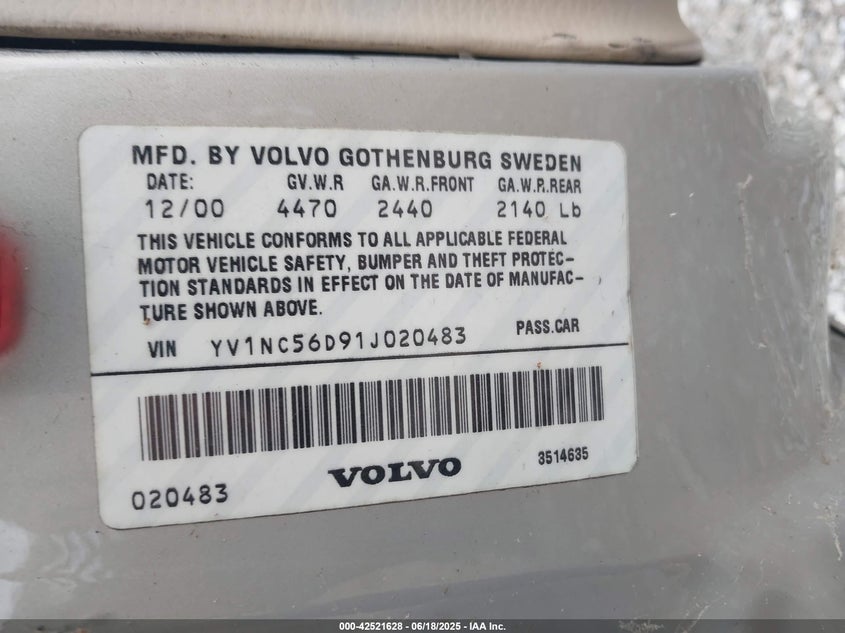 MFD. BY VOLVO GOTHENBURG SWEDEN
DATE: GV.W.R GA.W.R.FRONT GA.W.R.REAR
12/00 4470 2440 2140 Lb
THIS VEHICLE CONFORMS TO ALL APPLICABLE FEDERAL
MOTOR VEHICLE SAFETY, BUMPER AND THEFT PROTEC-
TION STANDARDS IN EFFECT ON THE DATE OF MANUFAC-
TURE SHOWN ABOVE.
VIN YV1NC56D91J020483 PASS.CAR
020483 VOLVO 3514635
000-42521628 - 06/18/2025 - IAA Inc.